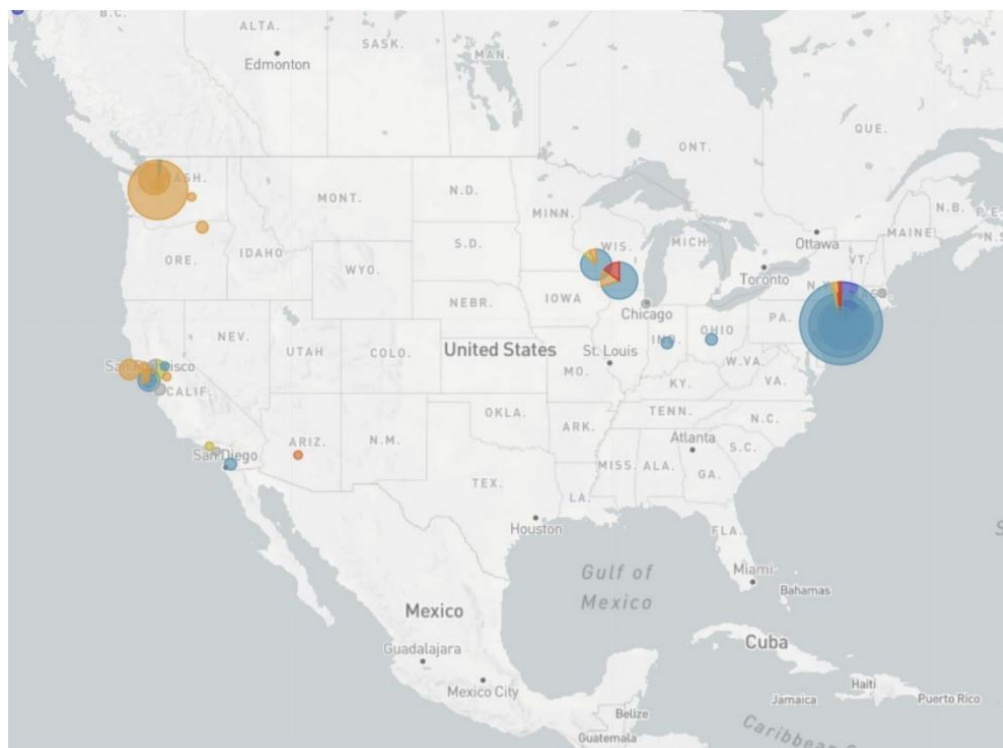 B.C.
ALTA.
SASK.
MAN.
Edmonton
QUE.
ONT.
N.B.
P.E.
WASH.
MONT.
N.D.
MINN.
MAINE
N.S.
Ottawa
WIS.
MICH.
VT.
ORE.
IDAHO
S.D.
Toronto
N.Y.
MASS.
WYO.
IOWA
NEBR.
Chicago
PA.
NEV.
UTAH
COLO.
United States
St. Louis
IND.
OHIO
San Francisco
CALIF.
MO.
W.VA.
KY.
VA.
OKLA.
TENN.
N.C.
ARIZ.
N.M.
ARK.
Atlanta
S.C.
San Diego
MISS.
ALA.
GA.
TEX.
LA.
Houston
FLA.
Gulf of
Mexico
Miami
Bahamas
Mexico
Cuba
Guadalajara
Haiti
Mexico City
Jamaica
Puerto Rico
Belize
Guatemala
Caribbean